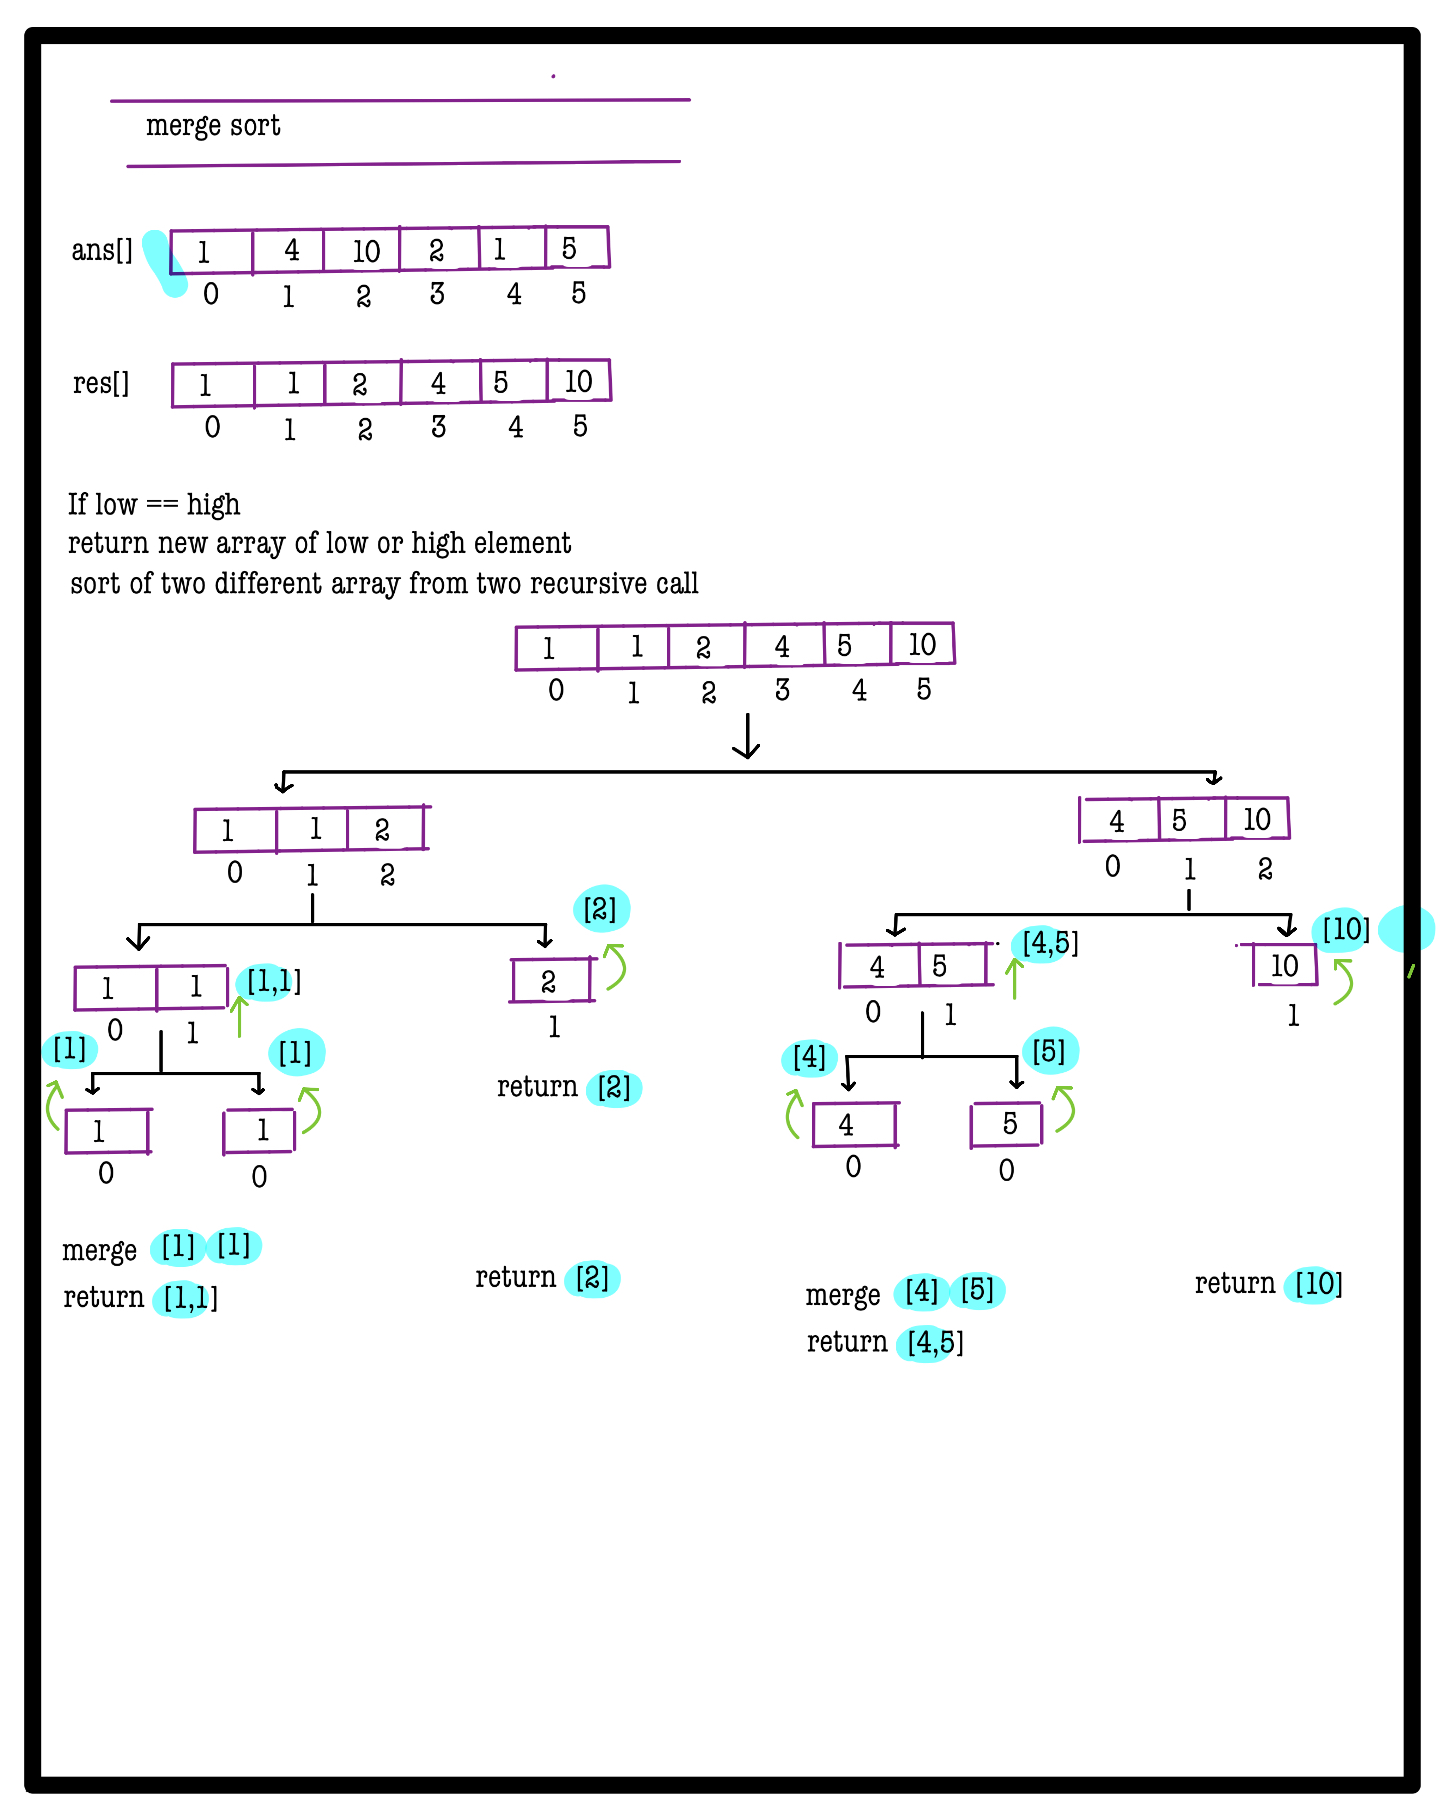 merge sort
ans[] 1 4 10 2 1 5
0 1 2 3 4 5
res[] 1 1 2 4 5 10
0 1 2 3 4 5
If low == high
return new array of low or high element
sort of two different array from two recursive call
1 1 2 4 5 10
0 1 2 3 4 5
1 1 2
0 1 2
4 5 10
0 1 2
[2]
[10]
[4,5]
1 1 [1,1]
0 1
2
1
4 5
0 1
10
1
[1] [1]
[4] [5]
return [2]
1 1
0 0
4 5
0 0
merge [1] [1]
return [1,1]
return [2]
merge [4] [5]
return [4,5]
return [10]